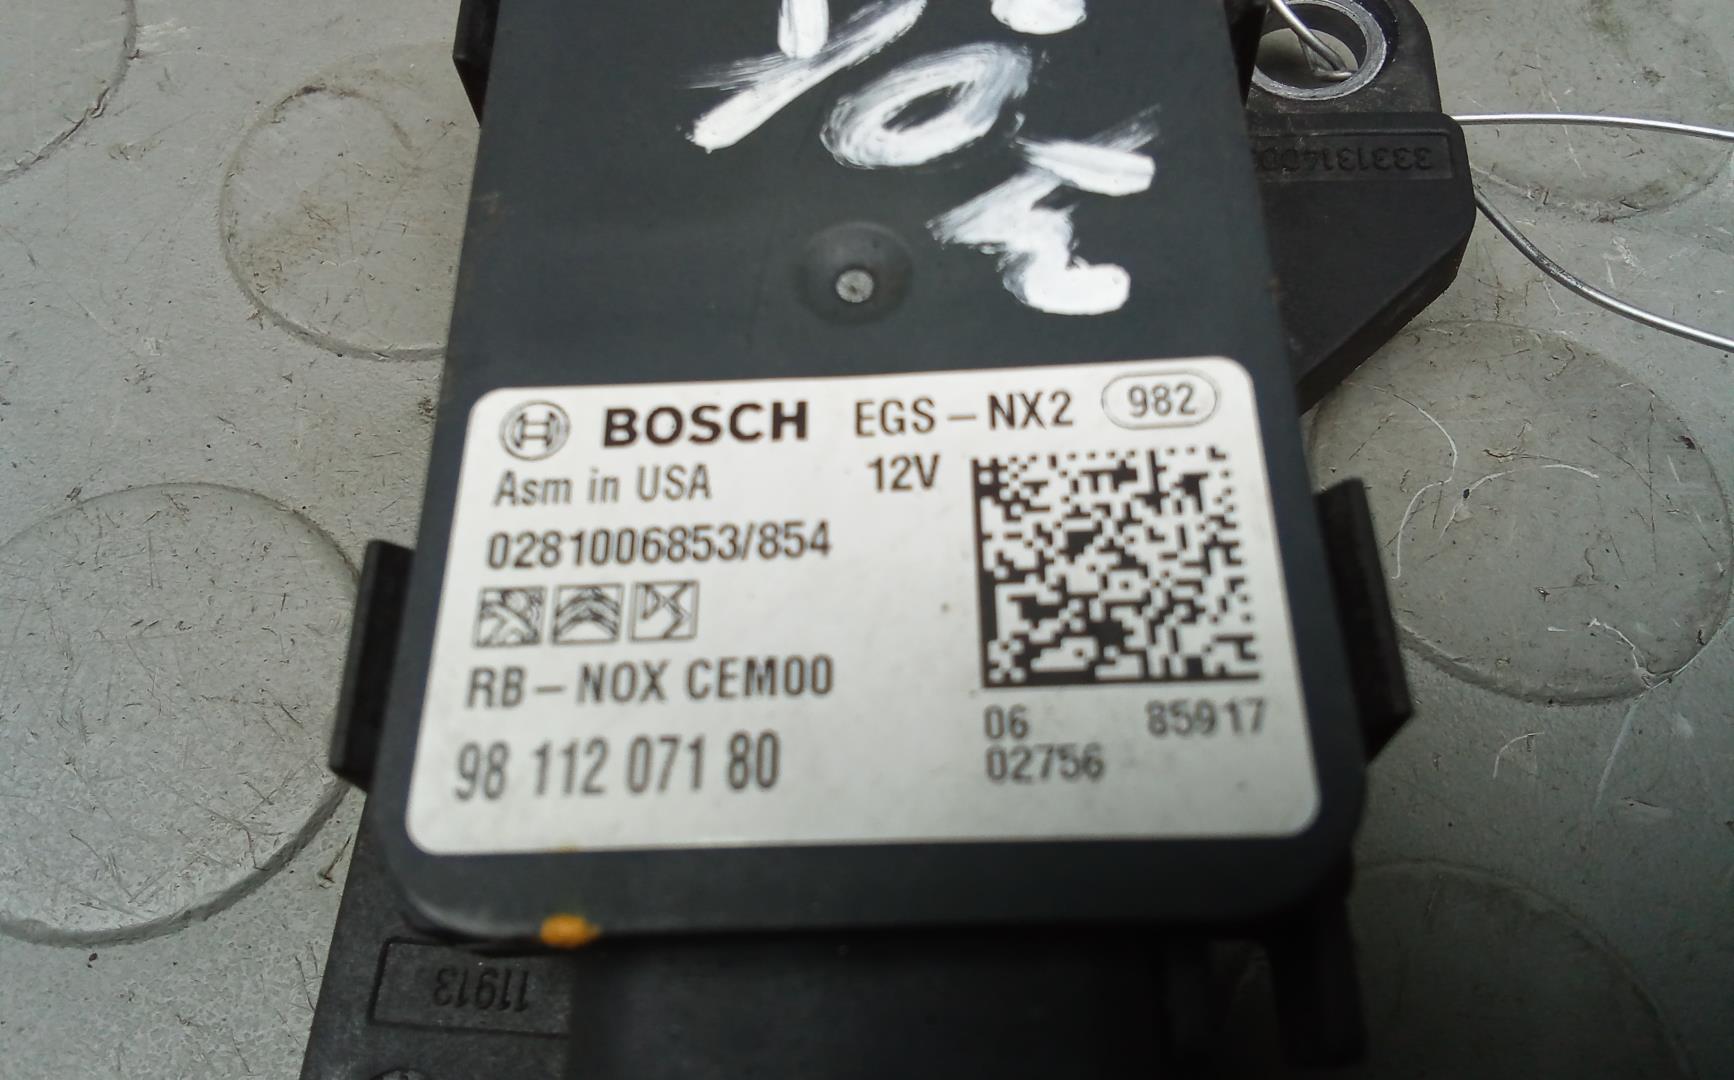 BOSCH EGS-NX2 982
Asm in USA 12V
0281006853/854
RB-NOX CEM00
98 112 071 80
06 85917
02756
11913